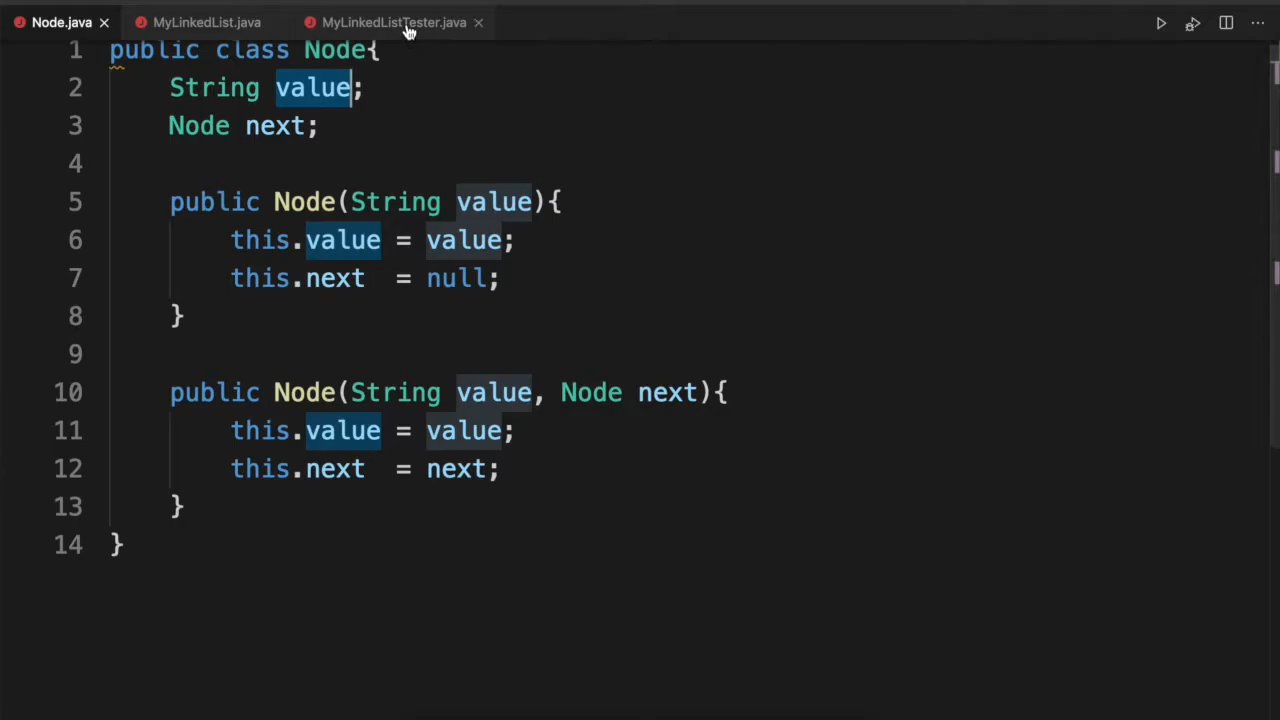 Node.java MyLinkedList.java MyLinkedListTester.java
1 public class Node{
2     String value;
3     Node next;
4
5     public Node(String value){
6         this.value = value;
7         this.next  = null;
8     }
9
10     public Node(String value, Node next){
11         this.value = value;
12         this.next  = next;
13     }
14 }